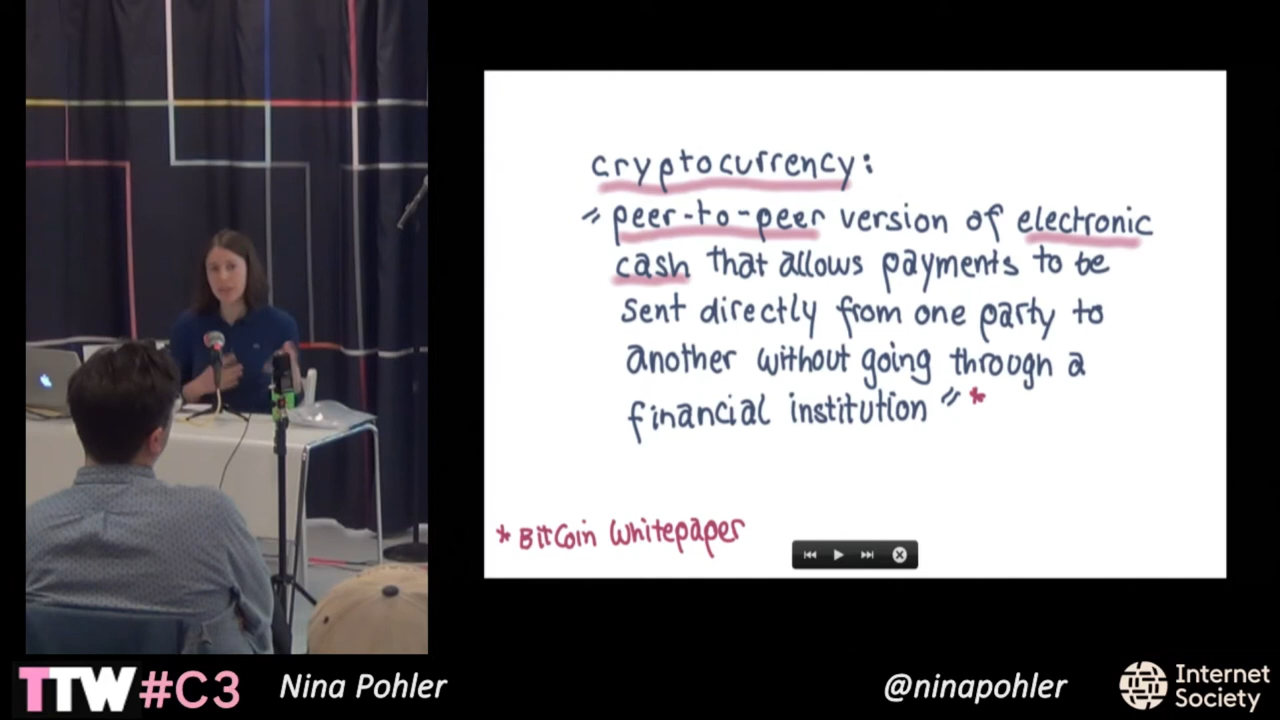 cryptocurrency:
"peer-to-peer version of electronic
cash that allows payments to be
sent directly from one party to
another without going through a
financial institution" *
* BitCoin Whitepaper
TTW#C3
Nina Pohler
@ninapohler
Internet
Society